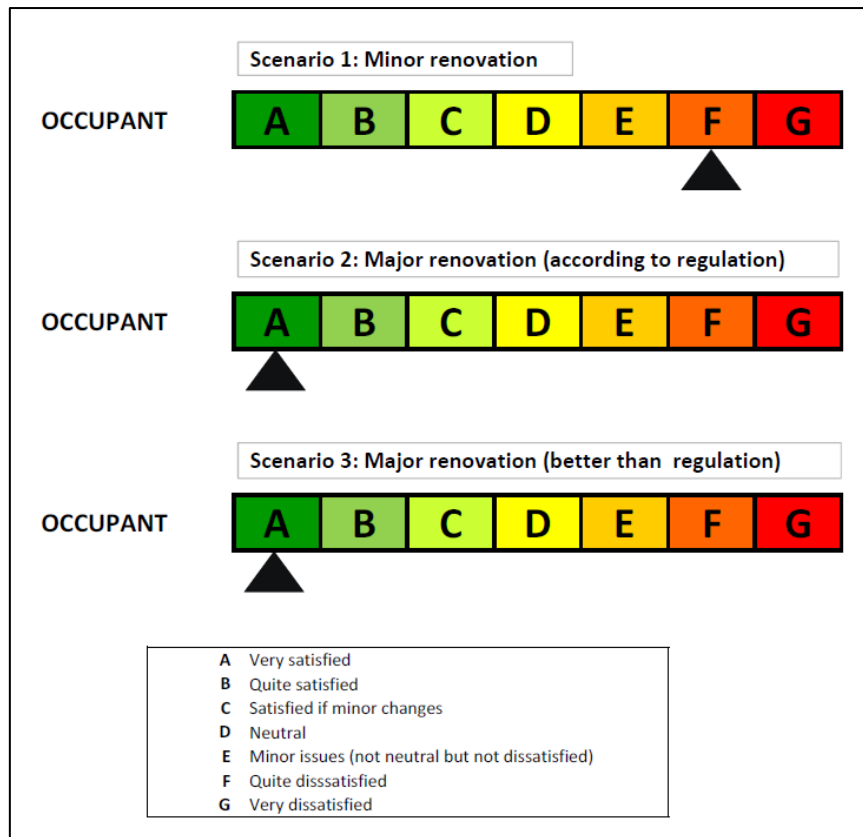 Scenario 1: Minor renovation
OCCUPANT A B C D E F G
Scenario 2: Major renovation (according to regulation)
OCCUPANT A B C D E F G
Scenario 3: Major renovation (better than regulation)
OCCUPANT A B C D E F G
A Very satisfied
B Quite satisfied
C Satisfied if minor changes
D Neutral
E Minor issues (not neutral but not dissatisfied)
F Quite disssatisfied
G Very dissatisfied